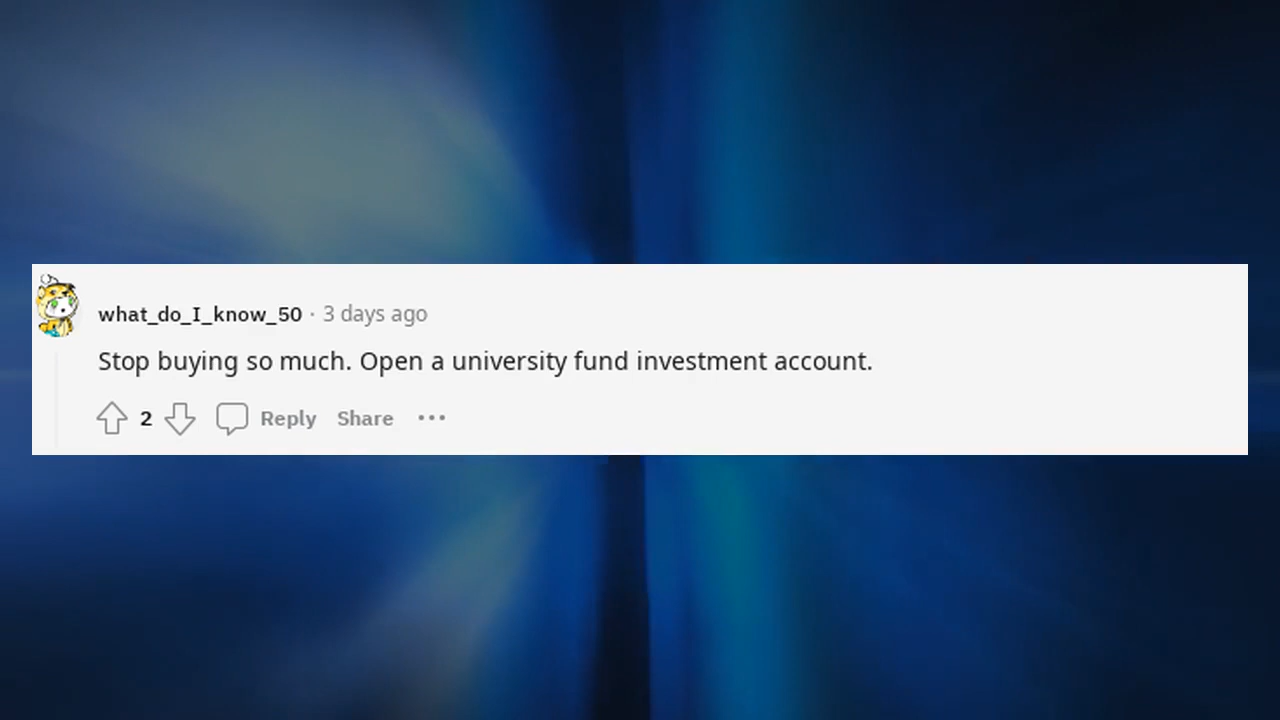 what_do_I_know_50 · 3 days ago
Stop buying so much. Open a university fund investment account.
2 Reply Share ···